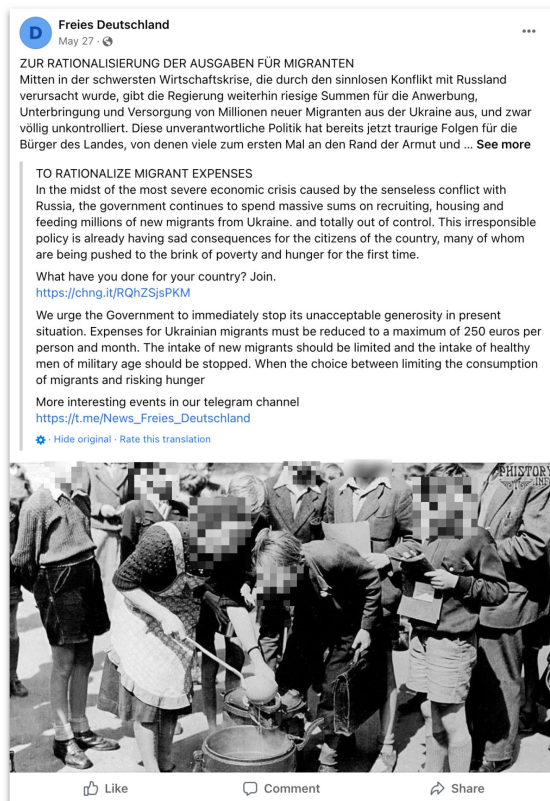 D
Freies Deutschland
May 27 ·
ZUR RATIONALISIERUNG DER AUSGABEN FÜR MIGRANTEN
Mitten in der schwersten Wirtschaftskrise, die durch den sinnlosen Konflikt mit Russland
verursacht wurde, gibt die Regierung weiterhin riesige Summen für die Anwerbung,
Unterbringung und Versorgung von Millionen neuer Migranten aus der Ukraine aus, und zwar
völlig unkontrolliert. Diese unverantwortliche Politik hat bereits jetzt traurige Folgen für die
Bürger des Landes, von denen viele zum ersten Mal an den Rand der Armut und ... See more
TO RATIONALIZE MIGRANT EXPENSES
In the midst of the most severe economic crisis caused by the senseless conflict with
Russia, the government continues to spend massive sums on recruiting, housing and
feeding millions of new migrants from Ukraine. and totally out of control. This irresponsible
policy is already having sad consequences for the citizens of the country, many of whom
are being pushed to the brink of poverty and hunger for the first time.
What have you done for your country? Join.
https://chng.it/RQhZSjsPKM
We urge the Government to immediately stop its unacceptable generosity in present
situation. Expenses for Ukrainian migrants must be reduced to a maximum of 250 euros per
person and month. The intake of new migrants should be limited and the intake of healthy
men of military age should be stopped. When the choice between limiting the consumption
of migrants and risking hunger
More interesting events in our telegram channel
https://t.me/News_Freies_Deutschland
· Hide original · Rate this translation
PHISTORY
.INFO
Like
Comment
Share